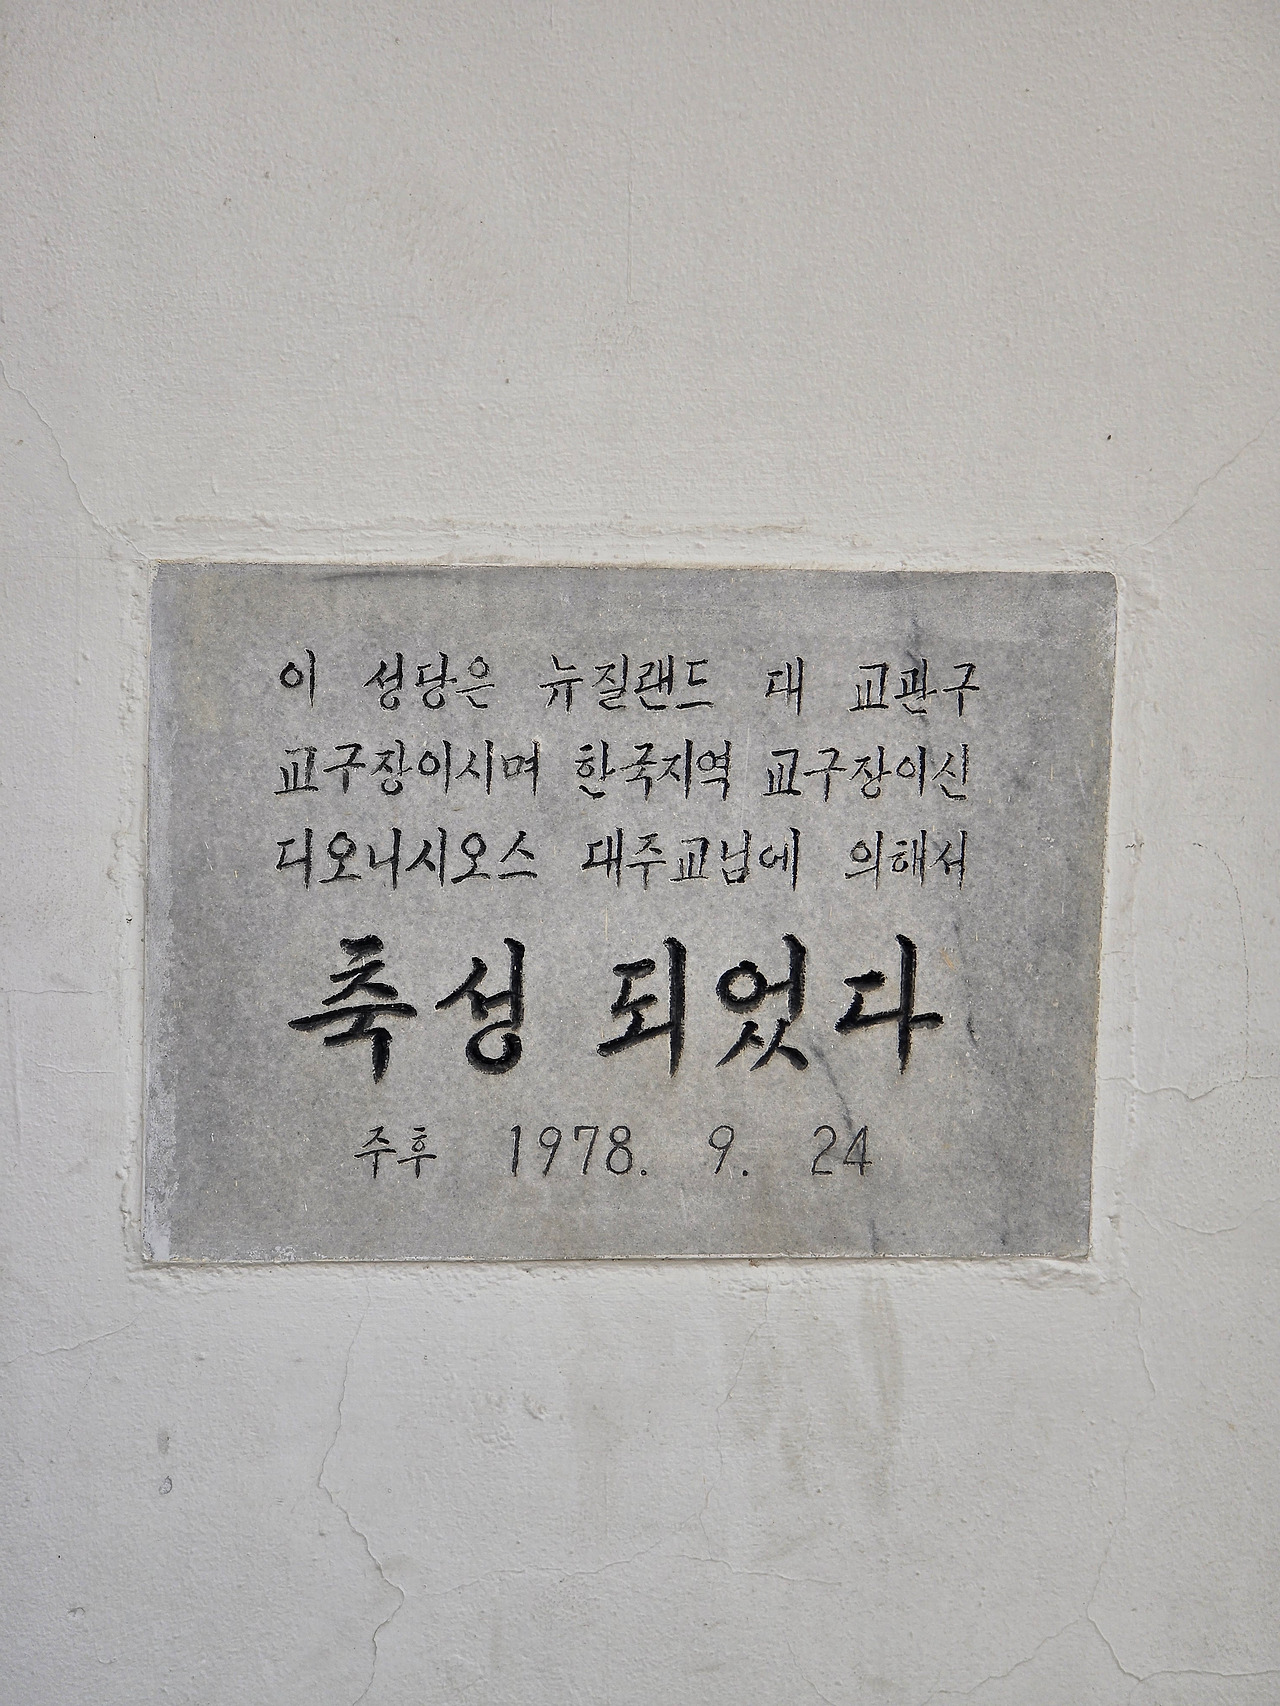 이 성당은 뉴질랜드 대 교관구
교구장이시며 한국지역 교구장이신
디오니시오스 대주교님에 의해서
축성 되었다
주후 1978. 9. 24